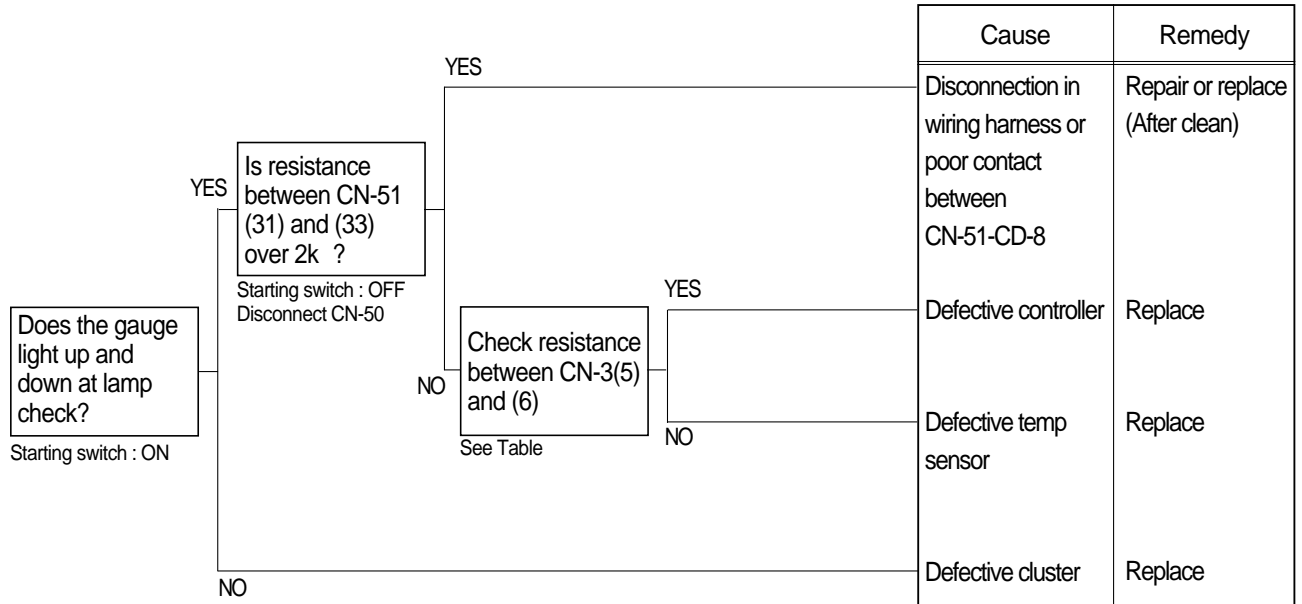 Cause
Remedy
YES
Disconnection in
wiring harness or
poor contact
between
CN-51-CD-8
Repair or replace
(After clean)
YES
Is resistance
between CN-51
(31) and (33)
over 2k ?
Starting switch : OFF
Disconnect CN-50
YES
Defective controller
Replace
Does the gauge
light up and
down at lamp
check?
Starting switch : ON
NO
Check resistance
between CN-3(5)
and (6)
See Table
NO
Defective temp
sensor
Replace
NO
Defective cluster
Replace